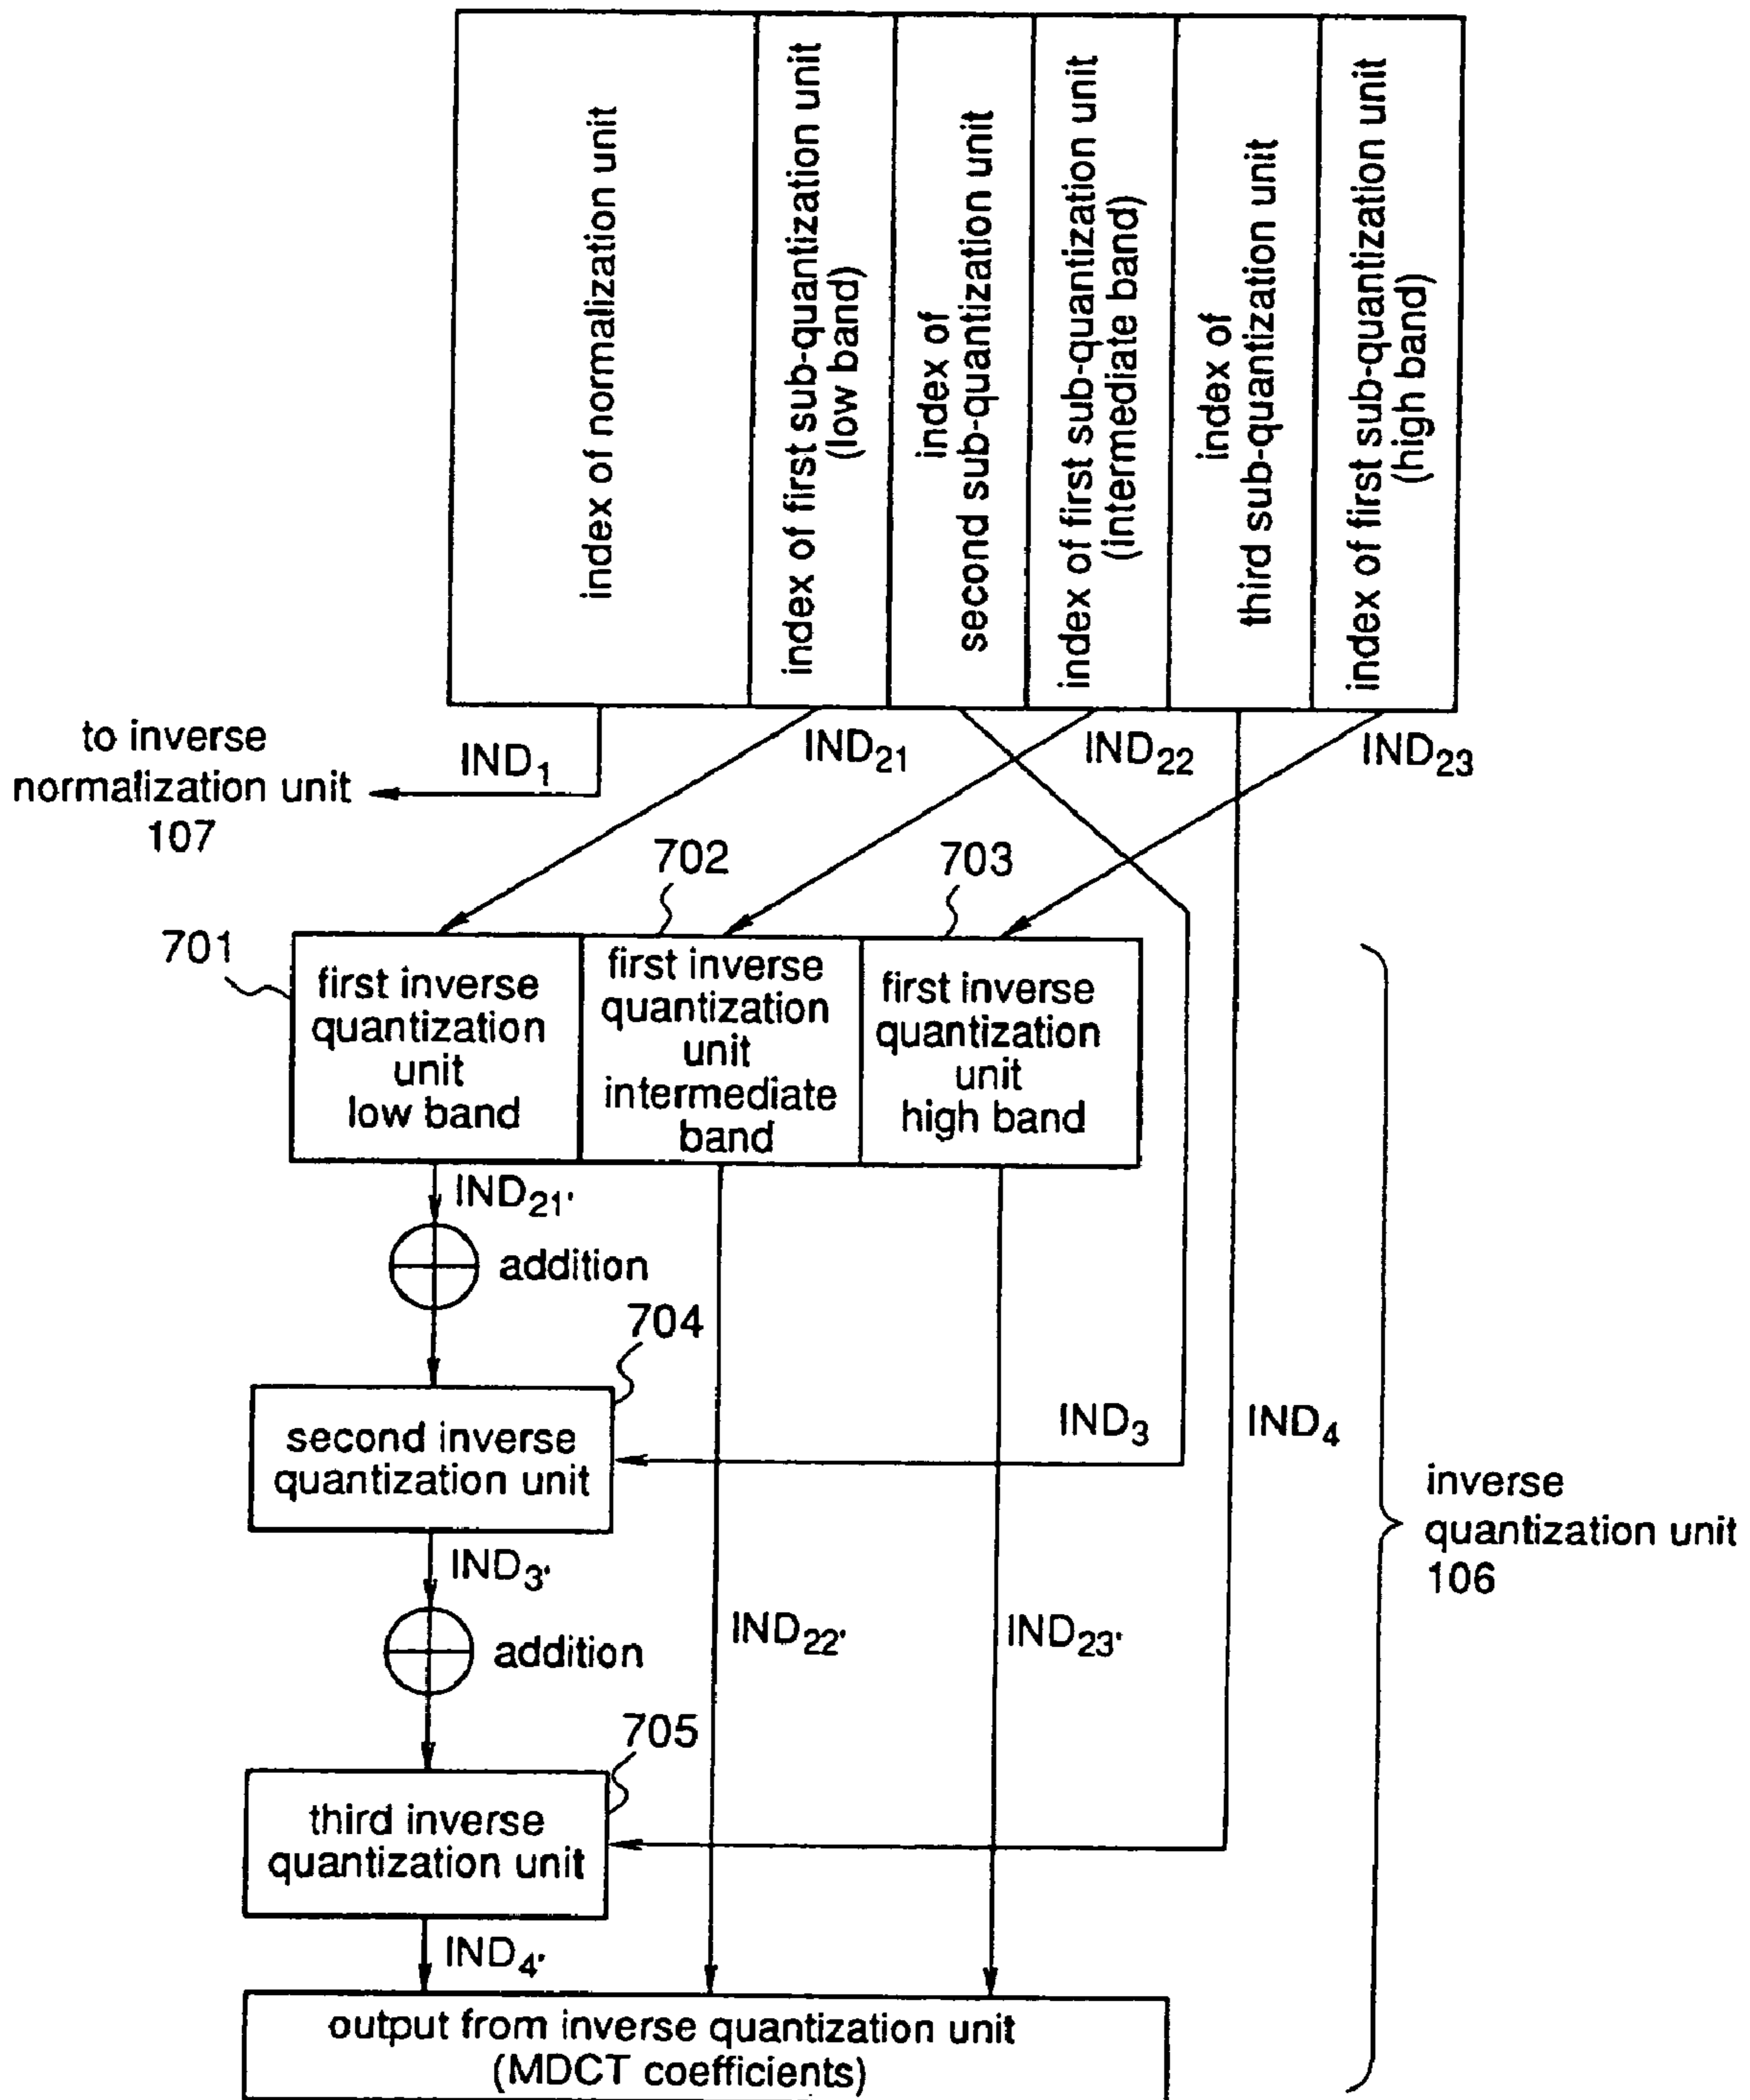 index of normalization unit
index of first sub-quantization unit
(low band)
index of
second sub-quantization unit
index of first sub-quantization unit
(intermediate band)
index of
third sub-quantization unit
index of first sub-quantization unit
(high band)
to inverse
normalization unit
107
IND1
IND21
IND22
IND23
702
703
701
first inverse
quantization
unit
low band
first inverse
quantization
unit
intermediate
band
first inverse
quantization
unit
high band
IND21'
addition
704
second inverse
quantization unit
IND3
IND4
inverse
quantization unit
106
IND3'
addition
IND22'
IND23'
705
third inverse
quantization unit
IND4'
output from inverse quantization unit
(MDCT coefficients)